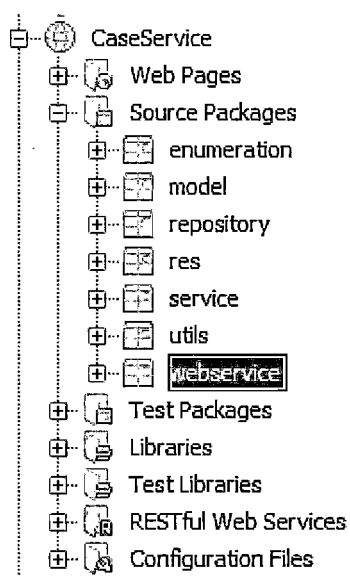 CaseService
Web Pages
Source Packages
enumeration
model
repository
res
service
utils
webservice
Test Packages
Libraries
Test Libraries
RESTful Web Services
Configuration Files